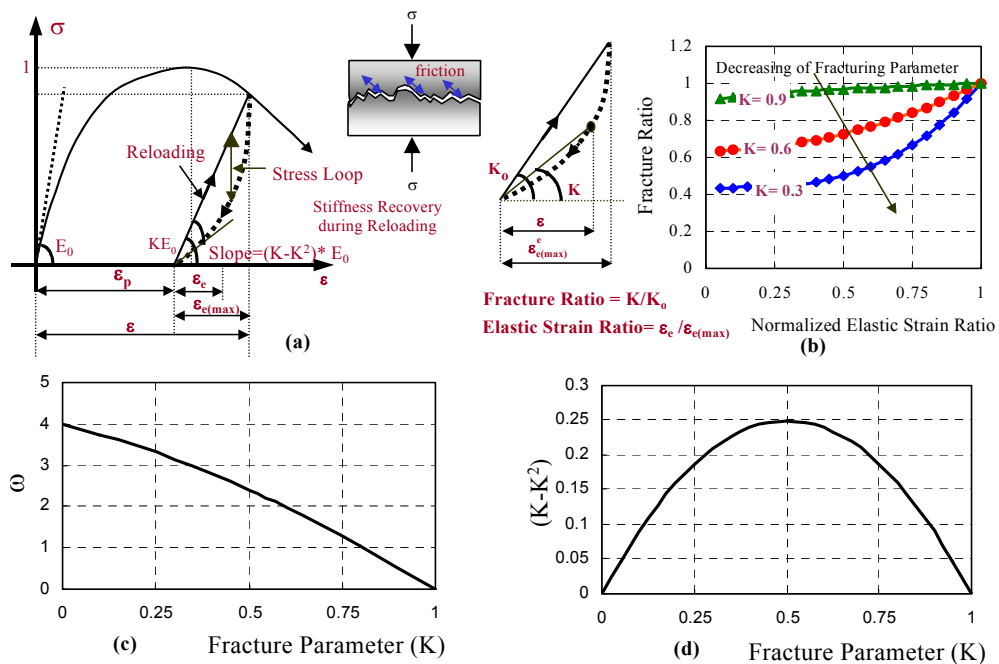 σ
1
Reloading
Stress Loop
E0
KE0
Slope=(K-K²)* E0
ε
εp
εe
εe(max)
ε
(a)
σ
friction
σ
Stiffness Recovery
during Reloading
Ko
K
ε
εᵉe(max)
Fracture Ratio = K/Ko
Elastic Strain Ratio= εe /εe(max)
(b)
Fracture Ratio
1.2
1
0.8
0.6
0.4
0.2
0
Decreasing of Fracturing Parameter
K= 0.9
K= 0.6
K= 0.3
0 0.25 0.5 0.75 1
Normalized Elastic Strain Ratio
ω
5
4
3
2
1
0
0 0.25 0.5 0.75 1
(c) Fracture Parameter (K)
(K-K²)
0.3
0.25
0.2
0.15
0.1
0.05
0
0 0.25 0.5 0.75 1
Fracture Parameter (K)
(d)